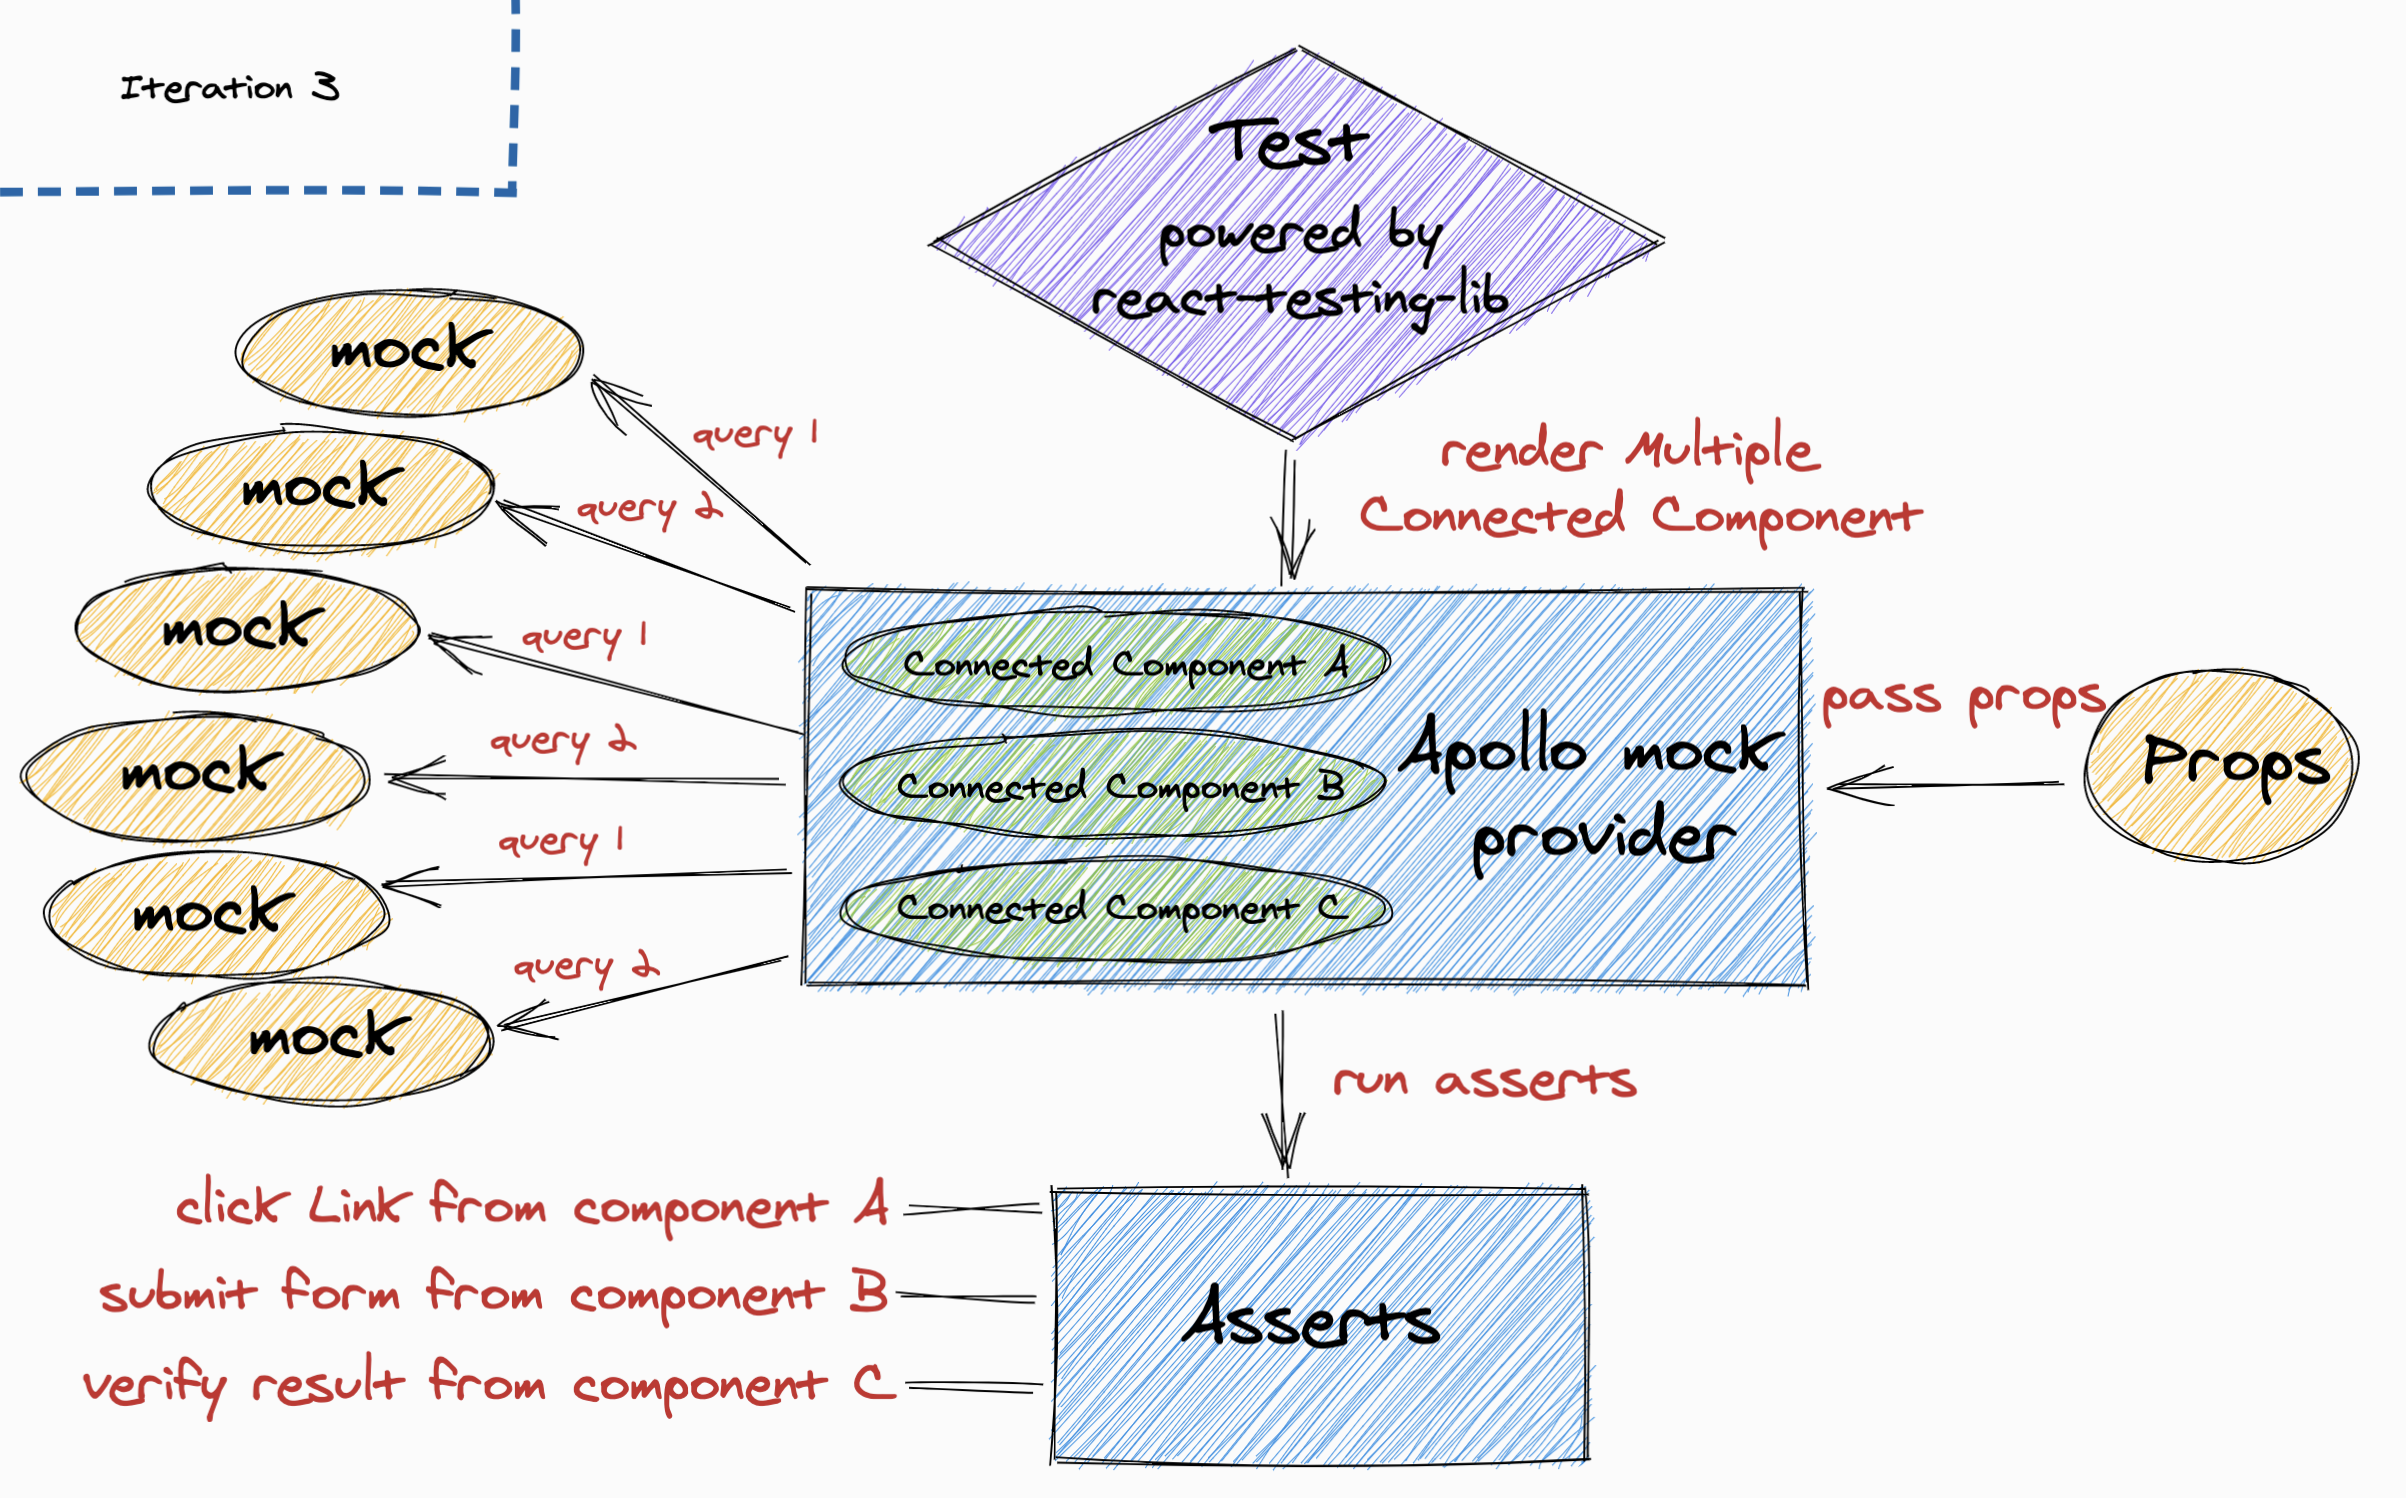 Iteration 3
Test
powered by
react-testing-lib
render Multiple
Connected Component
mock
query 1
mock
query 2
mock
query 1
mock
query 2
mock
query 1
mock
query 2
Connected Component A
Connected Component B
Connected Component C
Apollo mock
provider
pass props
Props
run asserts
click Link from component A
submit form from component B
verify result from component C
Asserts